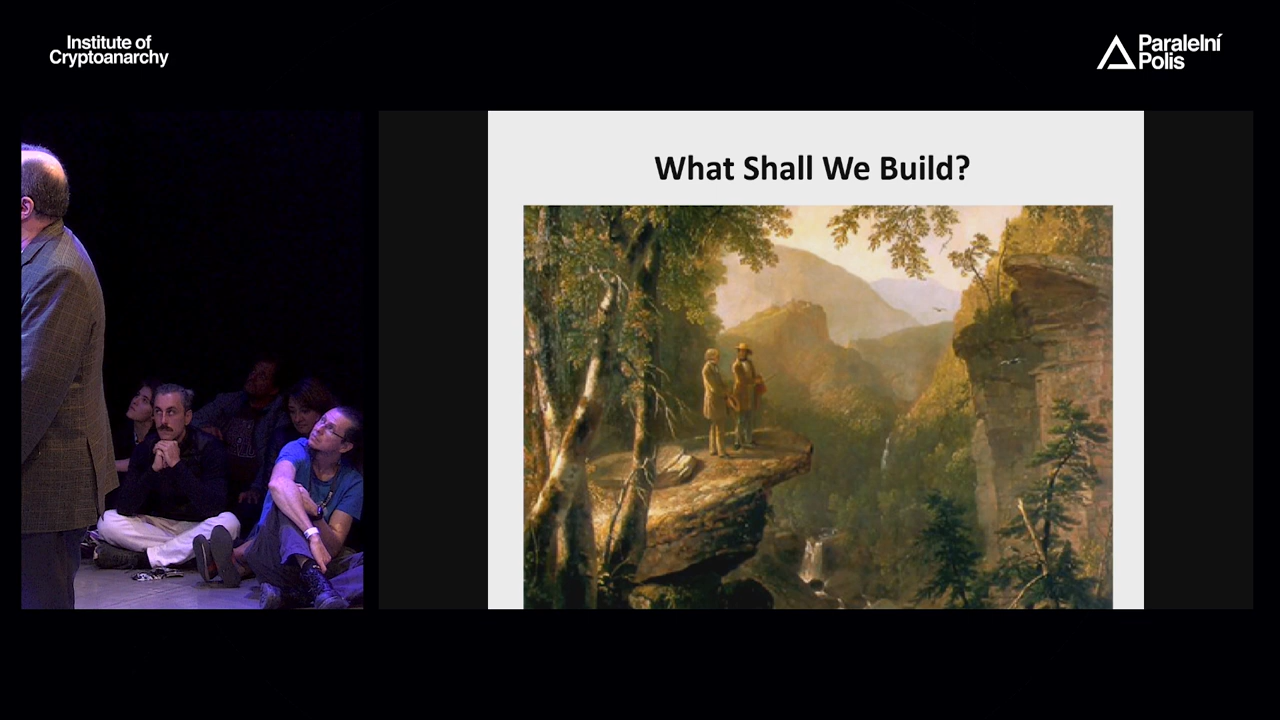 Institute of
Cryptoanarchy
Paralelní
Polis
What Shall We Build?